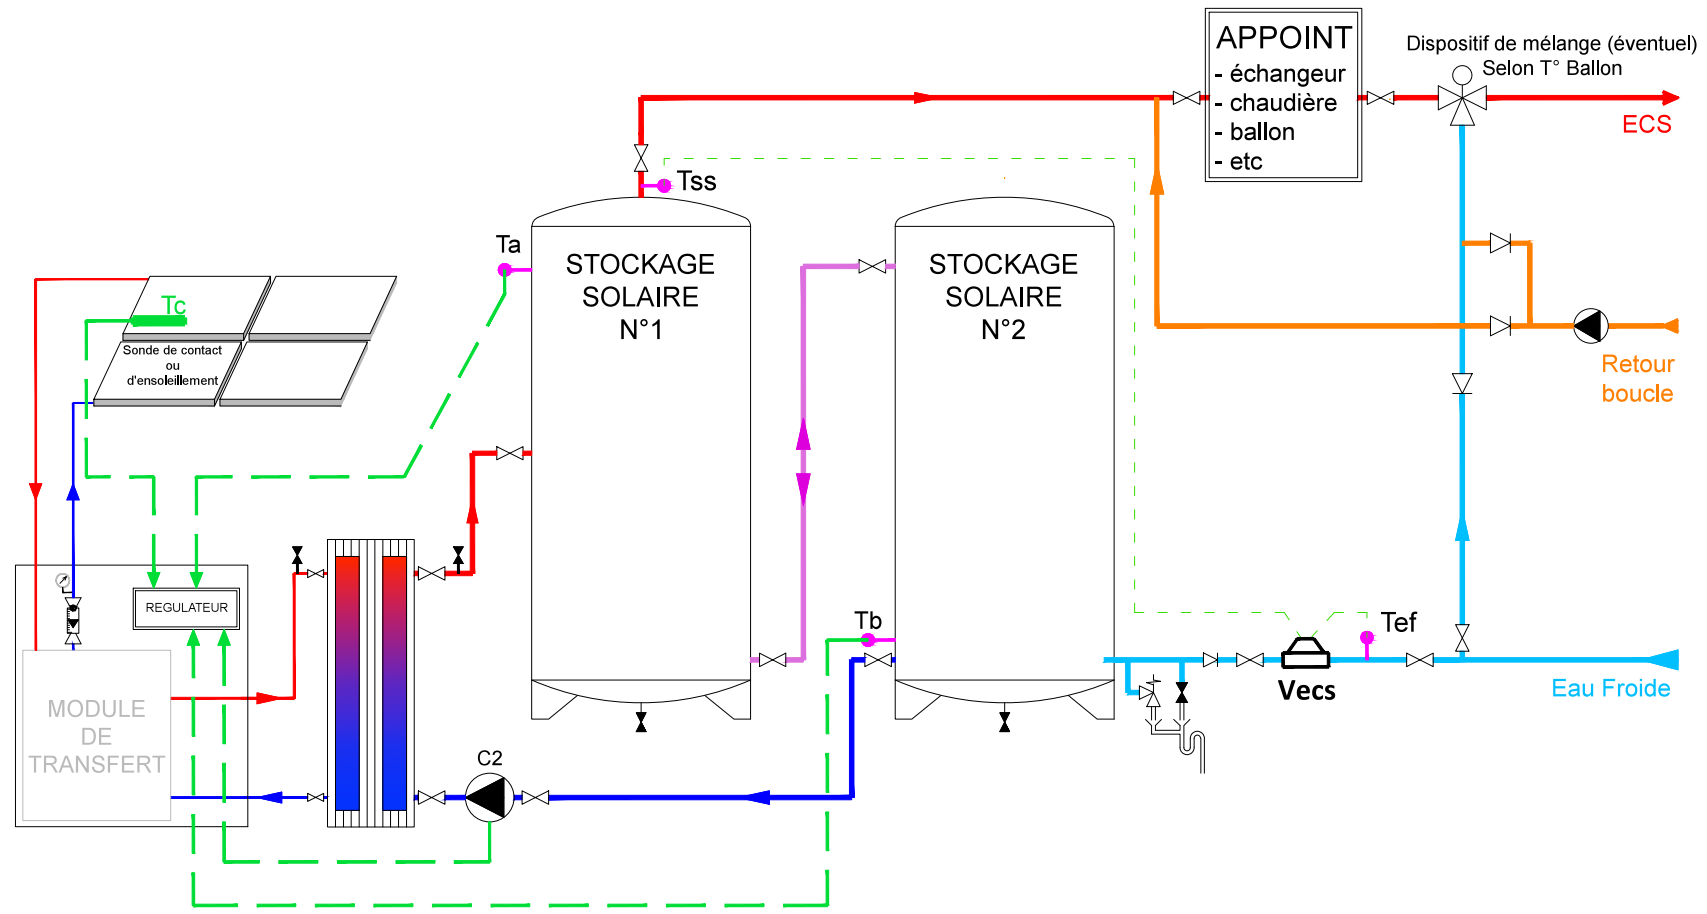 APPOINT
- échangeur
- chaudière
- ballon
- etc
Dispositif de mélange (éventuel)
Selon T° Ballon
ECS
Tss
Ta
STOCKAGE
SOLAIRE
N°1
STOCKAGE
SOLAIRE
N°2
Tc
Sonde de contact
ou
d'ensoleillement
Retour
boucle
REGULATEUR
Tb
Tef
Vecs
Eau Froide
MODULE
DE
TRANSFERT
C2